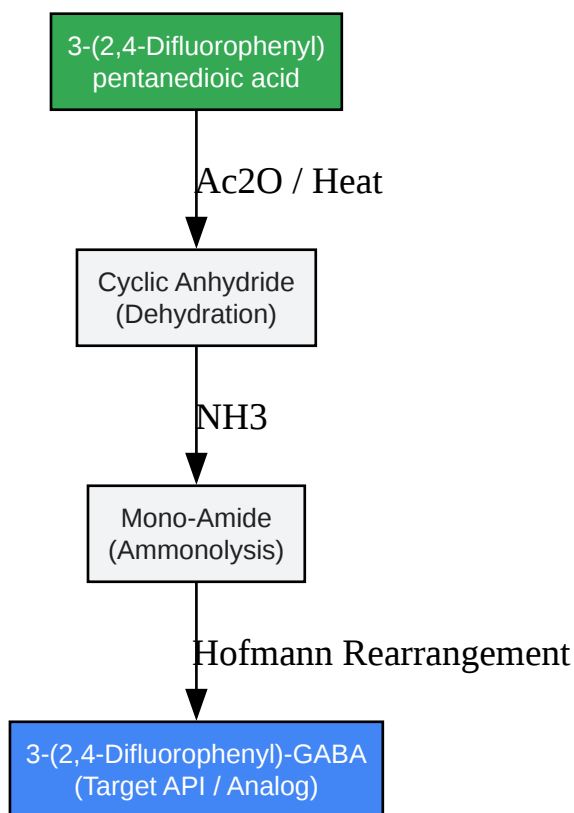 3-(2,4-Difluorophenyl)
pentanedioic acid
Ac2O / Heat
Cyclic Anhydride
(Dehydration)
NH3
Mono-Amide
(Ammonolysis)
Hofmann Rearrangement
3-(2,4-Difluorophenyl)-GABA
(Target API / Analog)